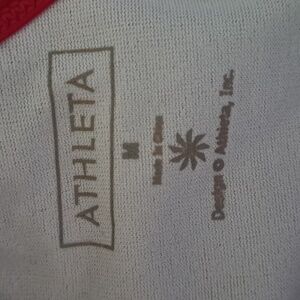 ATHLETA
M
Made in China
Design © Athleta, Inc.